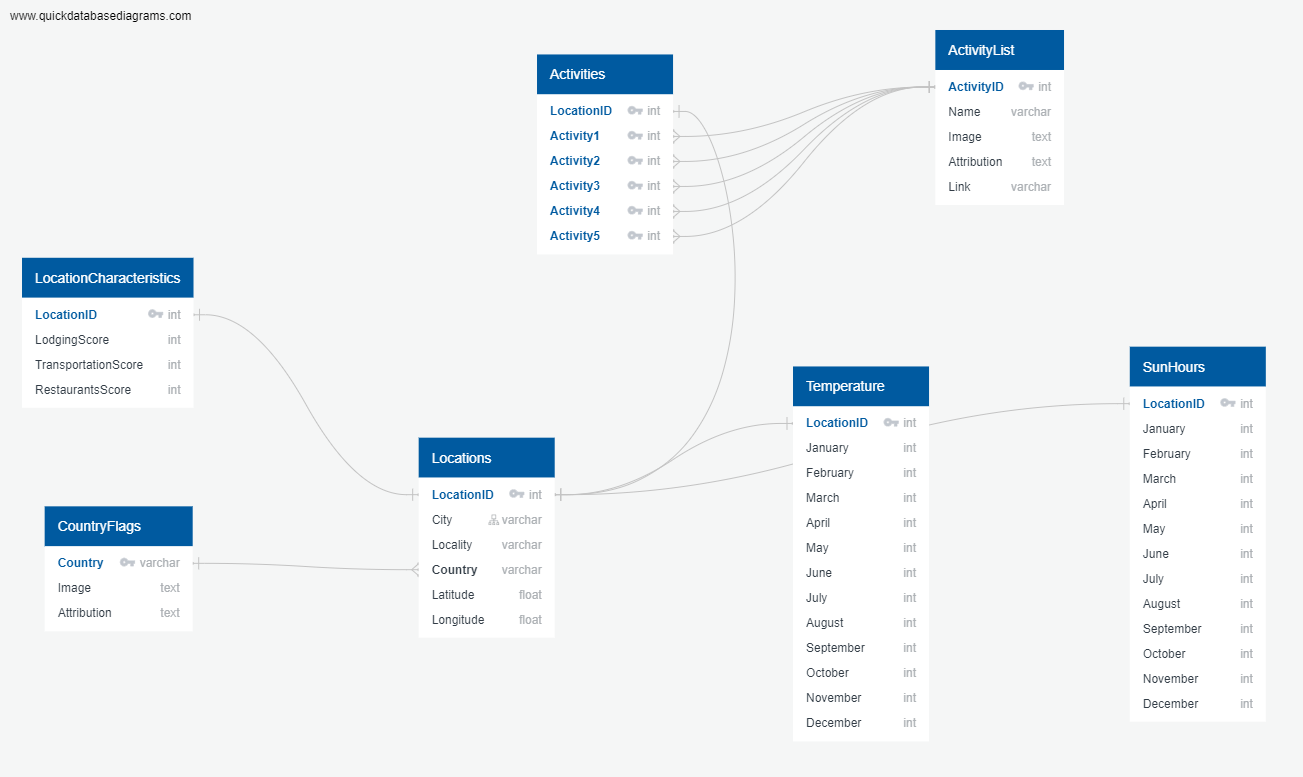 www.quickdatabasediagrams.com
Activities
LocationID int
Activity1 int
Activity2 int
Activity3 int
Activity4 int
Activity5 int
ActivityList
ActivityID int
Name varchar
Image text
Attribution text
Link varchar
LocationCharacteristics
LocationID int
LodgingScore int
TransportationScore int
RestaurantsScore int
Locations
LocationID int
City varchar
Locality varchar
Country varchar
Latitude float
Longitude float
CountryFlags
Country varchar
Image text
Attribution text
Temperature
LocationID int
January int
February int
March int
April int
May int
June int
July int
August int
September int
October int
November int
December int
SunHours
LocationID int
January int
February int
March int
April int
May int
June int
July int
August int
September int
October int
November int
December int